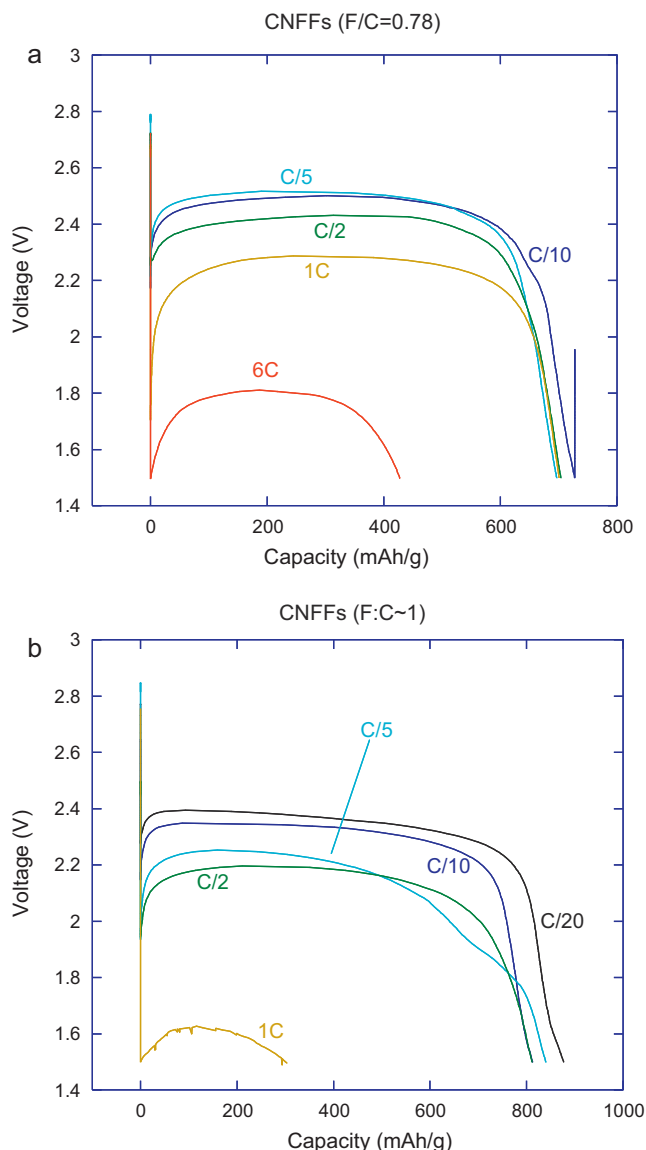 CNFFs (F/C=0.78)
a
3
2.8
2.6
2.4
2.2
2
1.8
1.6
1.4
Voltage (V)
C/5
C/2
C/10
1C
6C
0
200
400
600
800
Capacity (mAh/g)
CNFFs (F:C~1)
b
3
2.8
2.6
2.4
2.2
2
1.8
1.6
1.4
Voltage (V)
C/5
C/10
C/2
C/20
1C
0
200
400
600
800
1000
Capacity (mAh/g)